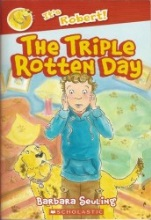 It's Robert!
THE TRIPLE
ROTTEN DAY
BARBARA SEULING
SCHOLASTIC